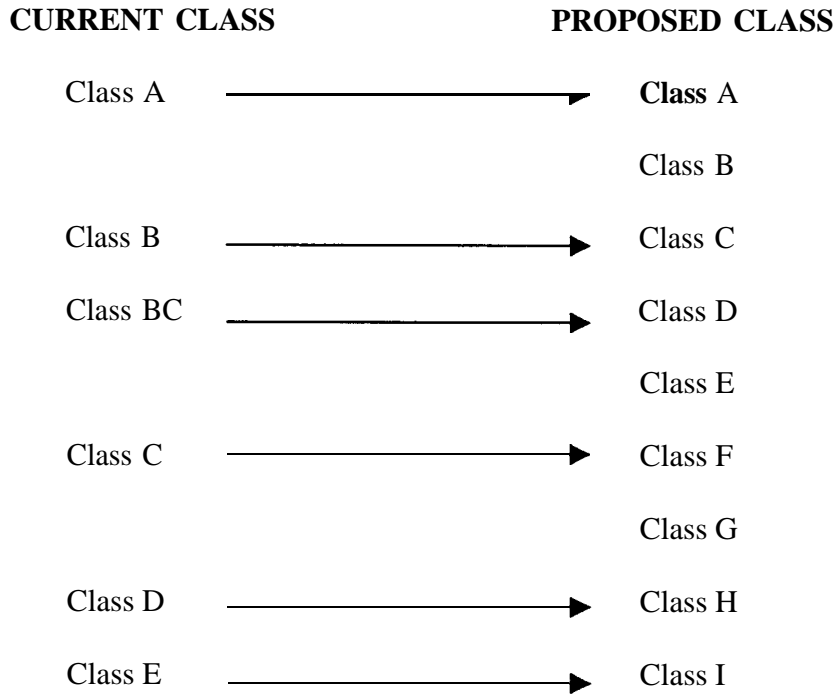 CURRENT CLASS PROPOSED CLASS
Class A Class A
Class B
Class B Class C
Class BC Class D
Class E
Class C Class F
Class G
Class D Class H
Class E Class I